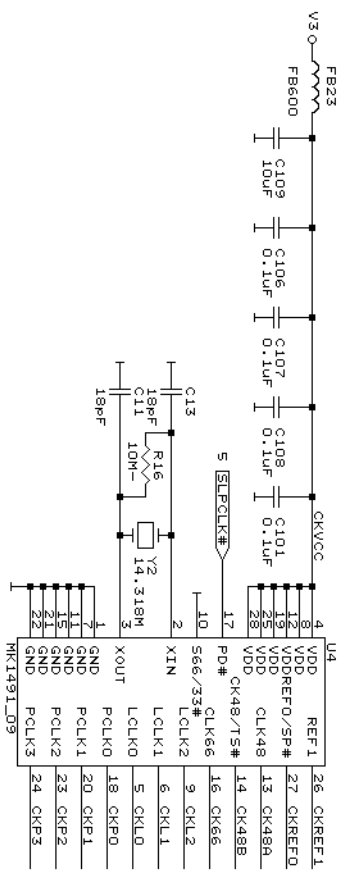 V3
FB23
FB600
C109
10uF
C106
0.1uF
C107
0.1uF
C108
0.1uF
C101
0.1uF
CKVCC
5
SLPCLK#
C13
18pF
C11
18pF
R16
10M-
Y2
14.318M
U4
4
8
12
19
25
28
VDD
VDD
VDD
VDD
VDD
VDD
17
PD#
10
S66/33#
2
XIN
3
XOUT
1
7
11
15
21
22
GND
GND
GND
GND
GND
GND
REF1
26
CKREF1
REF0/SP#
27
CKREF0
CLK48
13
CK48A
CK48/TS#
14
CK48B
CLK66
16
CK66
LCLK2
9
CKL2
LCLK1
6
CKL1
LCLK0
5
CKL0
PCLK0
18
CKP0
PCLK1
20
CKP1
PCLK2
23
CKP2
PCLK3
24
CKP3
MK1491_09